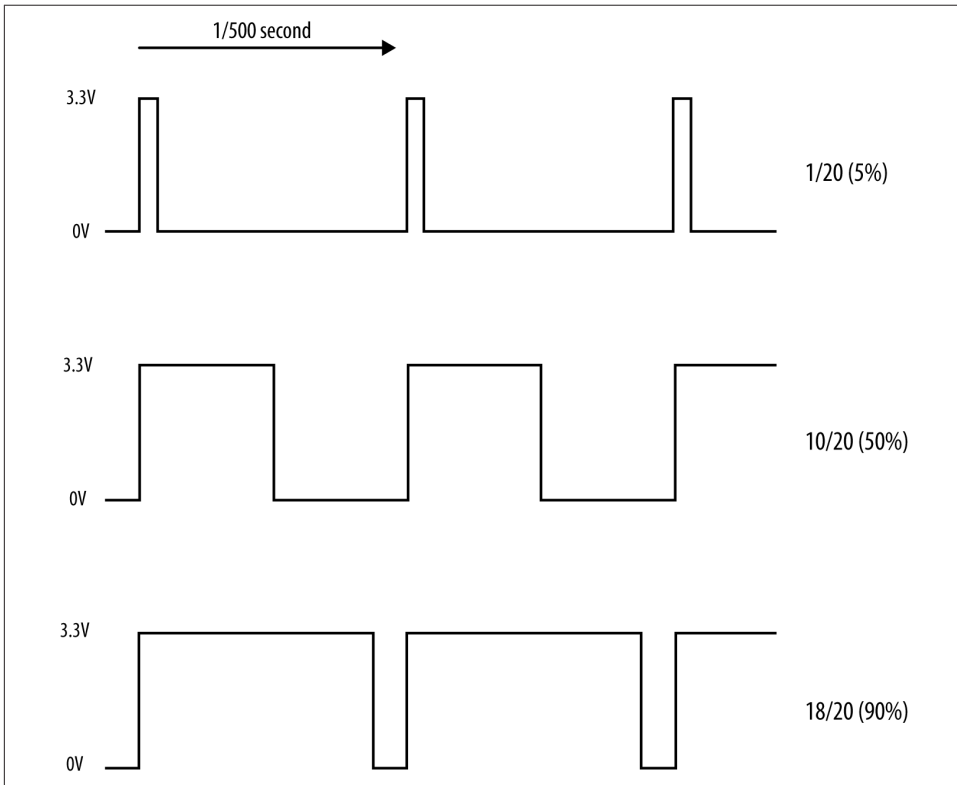 1/500 second
3.3V
1/20 (5%)
0V
3.3V
10/20 (50%)
0V
3.3V
18/20 (90%)
0V